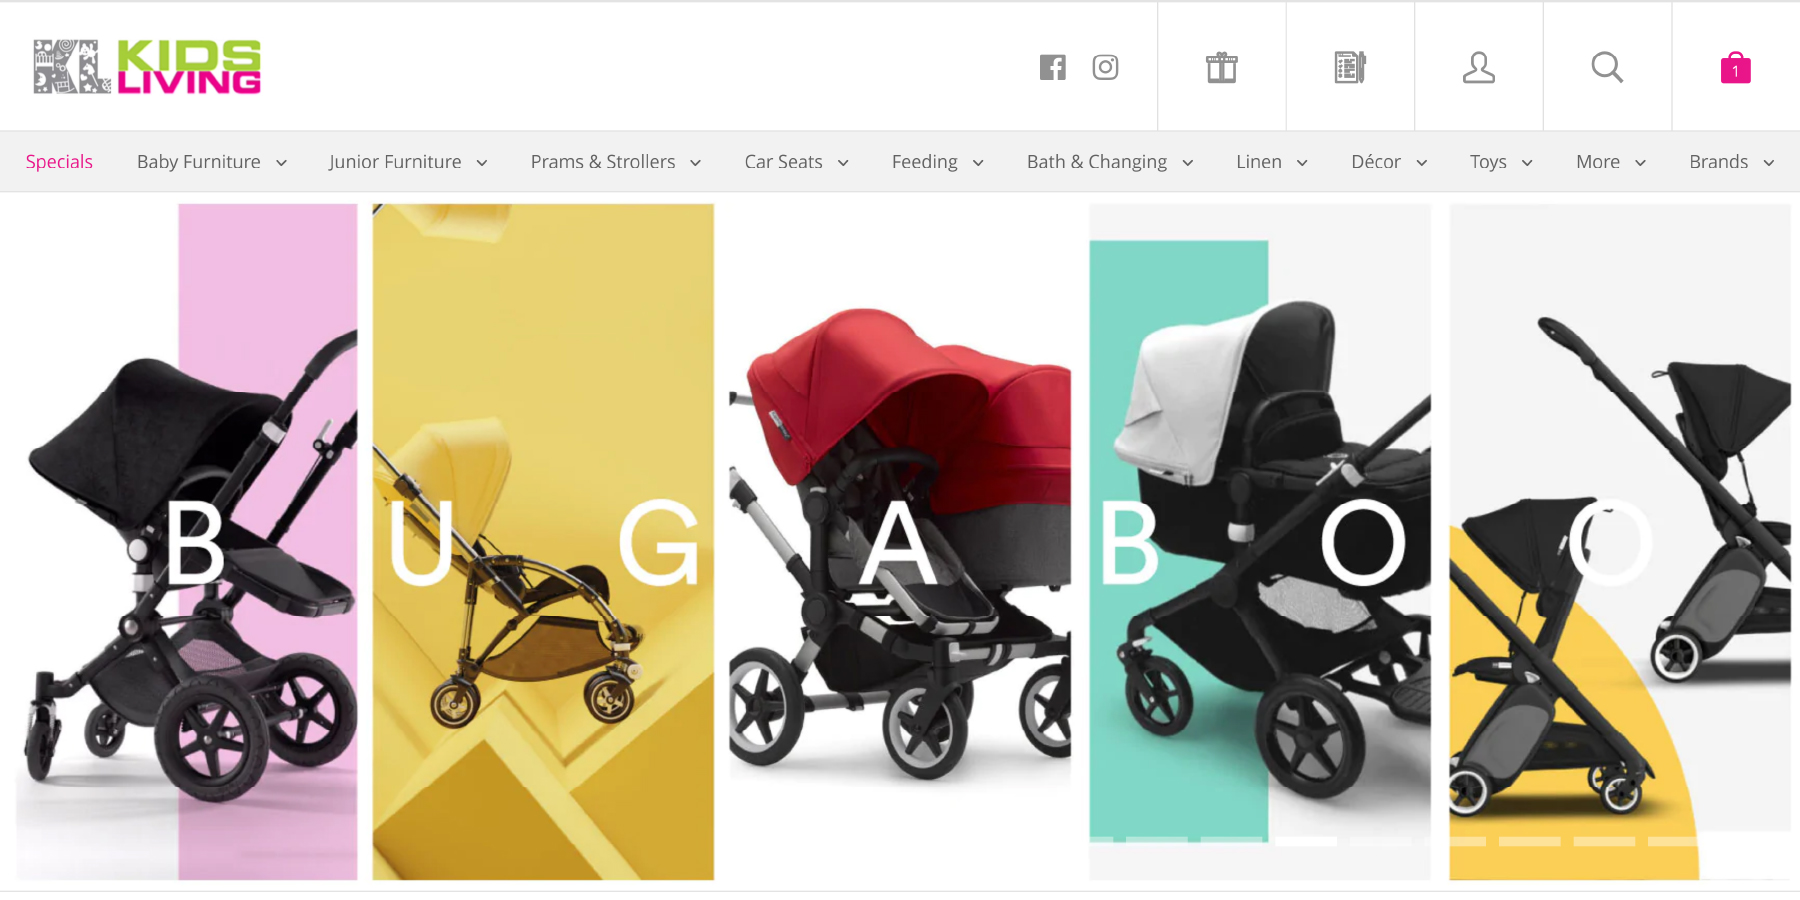 KL KIDS
LIVING
1
Specials Baby Furniture Junior Furniture Prams & Strollers Car Seats Feeding Bath & Changing Linen Décor Toys More Brands
B U G A B O O